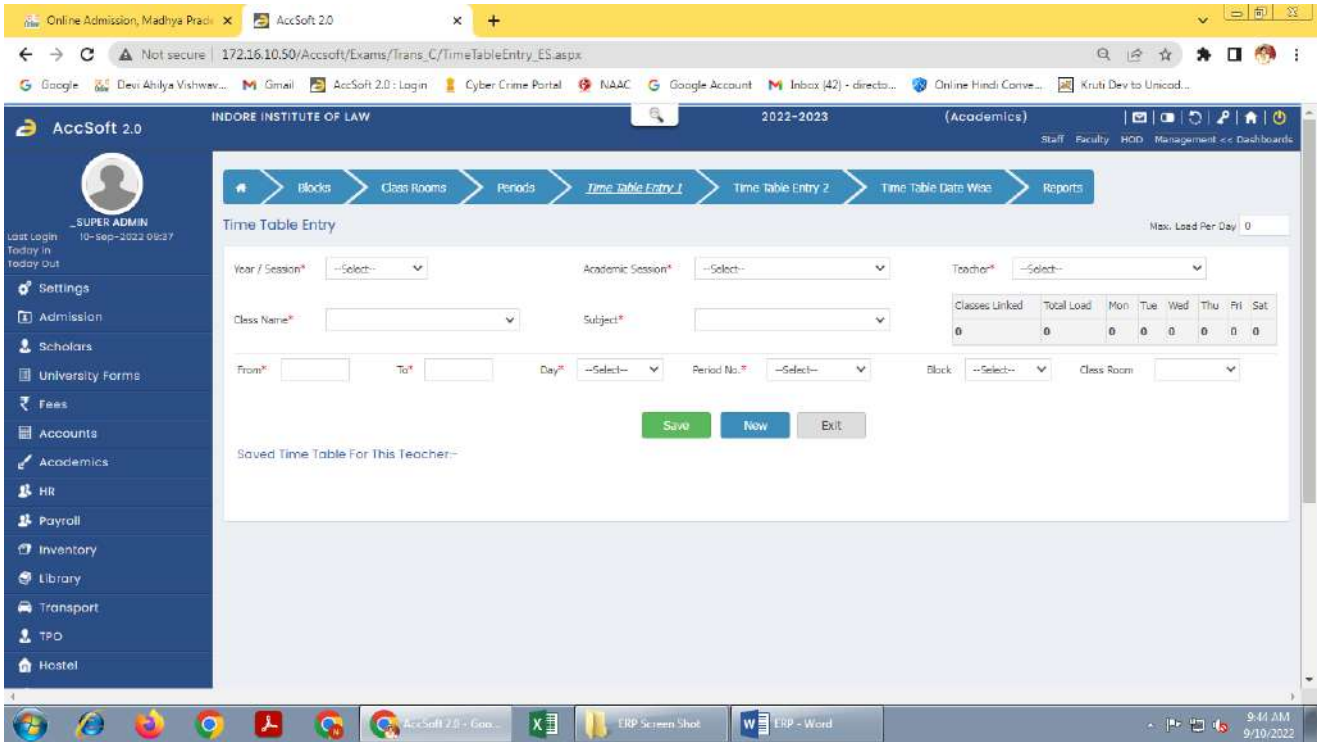 Online Admission, Madhya Prade
AccSoft 2.0
Not secure | 172.16.10.50/Accsoft/Exams/Trans_C/TimeTableEntry_ES.aspx
Google Devi Ahilya Vishwav... Gmail AccSoft 2.0 : Login Cyber Crime Portal NAAC Google Account Inbox (42) - directo... Online Hindi Conve... Kruti Dev to Unicod...
AccSoft 2.0
INDORE INSTITUTE OF LAW 2022-2023 (Academics)
Staff Faculty HOD Management << Dashboards
_SUPER ADMIN
Last Login 10-Sep-2022 09:37
Today In
Today Out
Settings
Admission
Scholars
University Forms
Fees
Accounts
Academics
HR
Payroll
Inventory
Library
Transport
TPO
Hostel
Blocks Class Rooms Periods Time Table Entry 1 Time Table Entry 2 Time Table Date Wise Reports
Time Table Entry Max. Load Per Day 0
Year / Session* --Select-- Academic Session* --Select-- Teacher* --Select--
Class Name* Subject*
Classes Linked Total Load Mon Tue Wed Thu Fri Sat
0 0 0 0 0 0 0 0
From* To* Day* --Select-- Period No.* --Select-- Block --Select-- Class Room
Save New Exit
Saved Time Table For This Teacher:-
AccSoft 2.0 - Goo...
ERP Screen Shot
ERP - Word
9:44 AM
9/10/2022